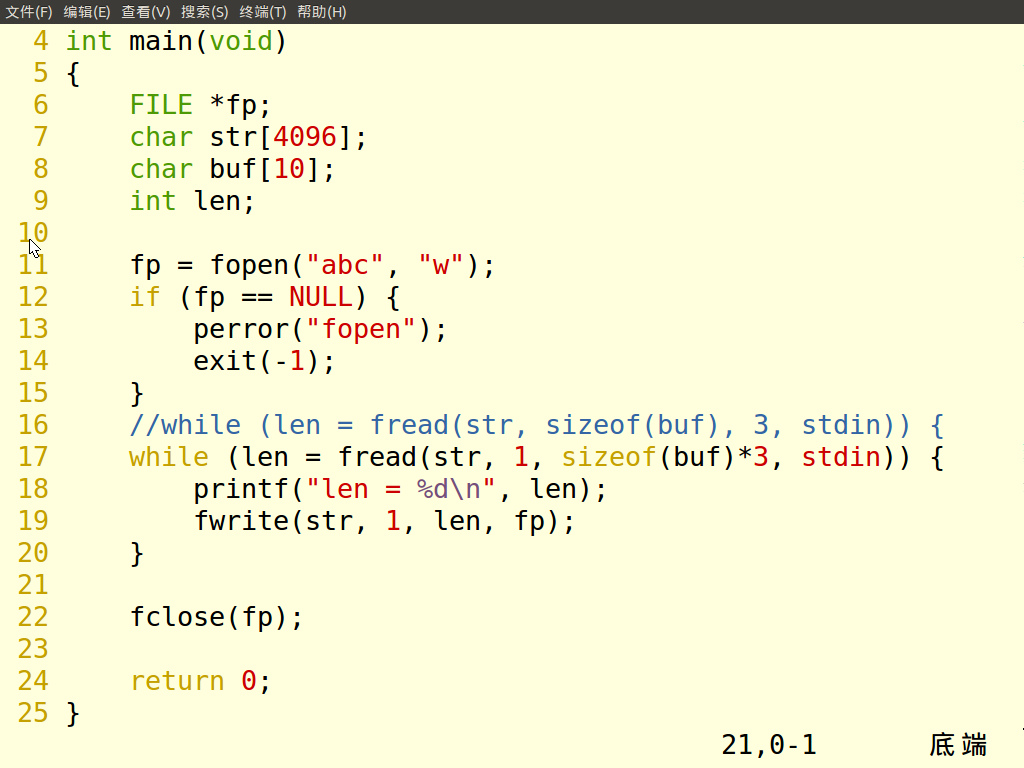 文件(F) 编辑(E) 查看(V) 搜索(S) 终端(T) 帮助(H)
4 int main(void)
5 {
6     FILE *fp;
7     char str[4096];
8     char buf[10];
9     int len;
10
11     fp = fopen("abc", "w");
12     if (fp == NULL) {
13         perror("fopen");
14         exit(-1);
15     }
16     //while (len = fread(str, sizeof(buf), 3, stdin)) {
17     while (len = fread(str, 1, sizeof(buf)*3, stdin)) {
18         printf("len = %d\n", len);
19         fwrite(str, 1, len, fp);
20     }
21
22     fclose(fp);
23
24     return 0;
25 }
21,0-1 底端